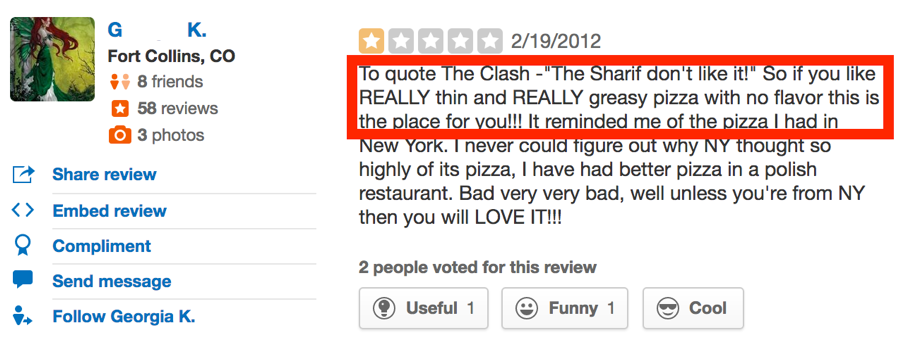 G K.
Fort Collins, CO
8 friends
58 reviews
3 photos
Share review
Embed review
Compliment
Send message
Follow Georgia K.
2/19/2012
To quote The Clash -"The Sharif don't like it!" So if you like
REALLY thin and REALLY greasy pizza with no flavor this is
the place for you!!! It reminded me of the pizza I had in
New York. I never could figure out why NY thought so
highly of its pizza, I have had better pizza in a polish
restaurant. Bad very very bad, well unless you're from NY
then you will LOVE IT!!!
2 people voted for this review
Useful 1
Funny 1
Cool